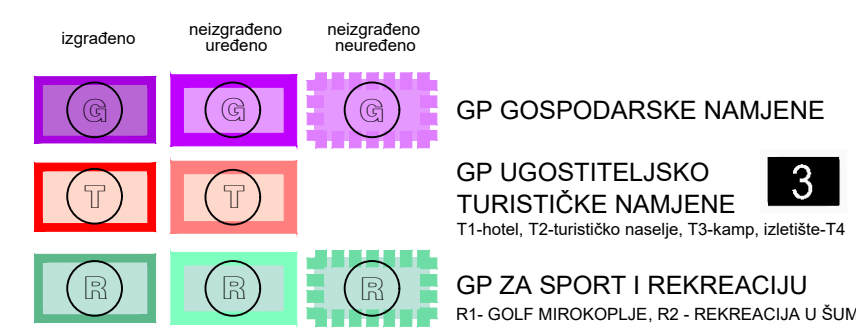 izgrađeno
neizgrađeno
uređeno
neizgrađeno
neuređeno
G G G
GP GOSPODARSKE NAMJENE
T T
GP UGOSTITELJSKO
TURISTIČKE NAMJENE
3
T1-hotel, T2-turističko naselje, T3-kamp, izletište-T4
R R R
GP ZA SPORT I REKREACIJU
R1- GOLF MIROKOPLJE, R2 - REKREACIJA U ŠUM